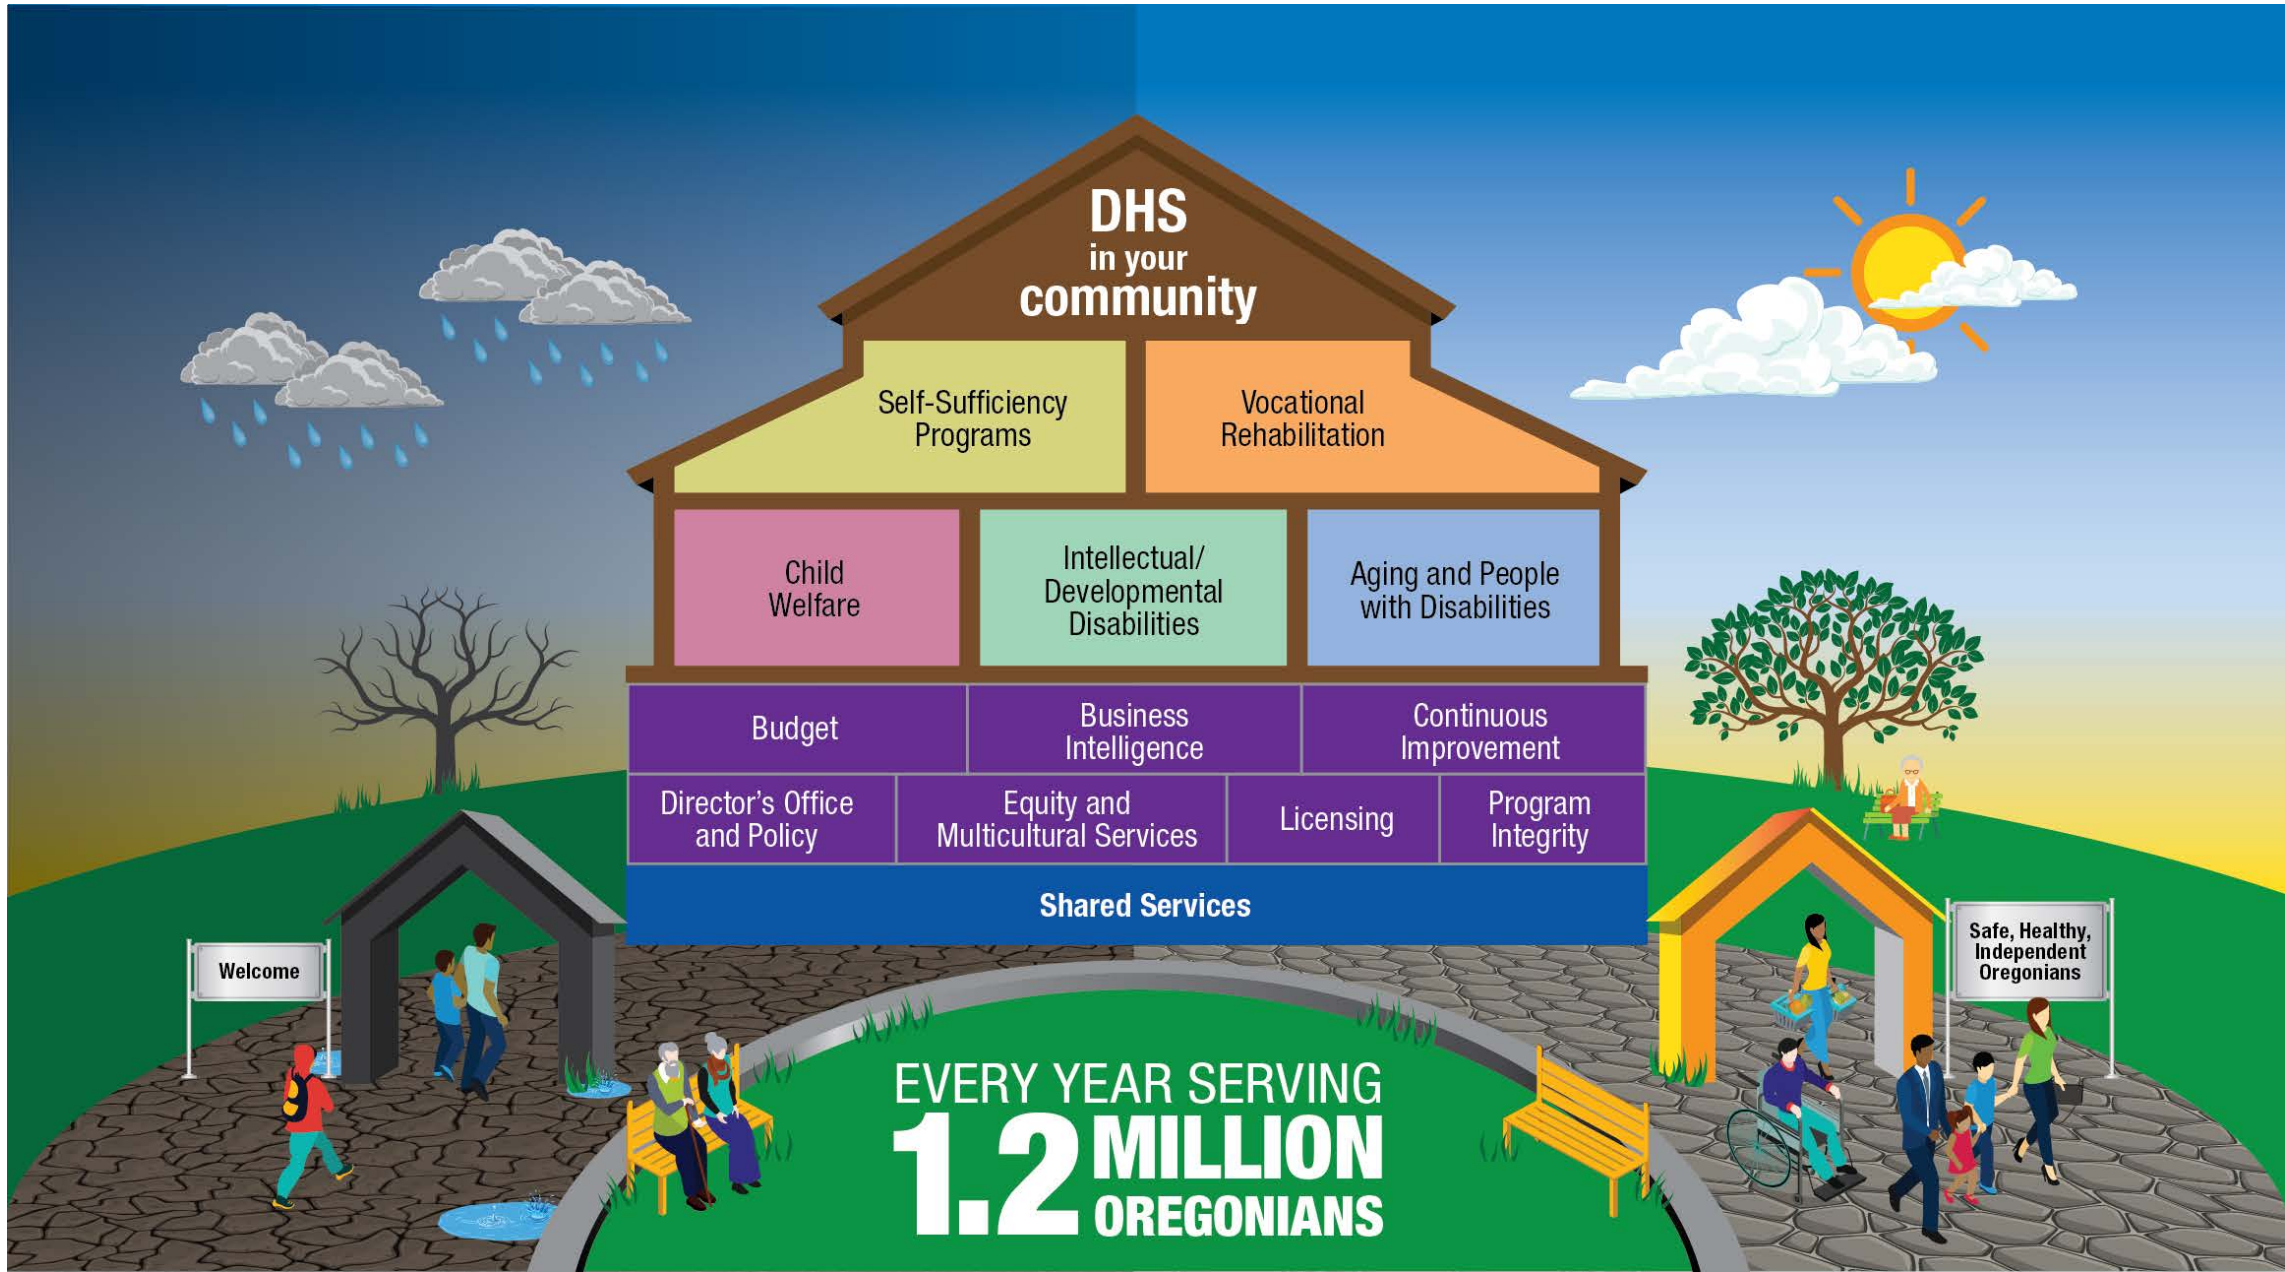 DHS
in your
community
Self-Sufficiency
Programs
Vocational
Rehabilitation
Child
Welfare
Intellectual/
Developmental
Disabilities
Aging and People
with Disabilities
Budget
Business
Intelligence
Continuous
Improvement
Director’s Office
and Policy
Equity and
Multicultural Services
Licensing
Program
Integrity
Shared Services
Welcome
Safe, Healthy,
Independent
Oregonians
EVERY YEAR SERVING
1.2 MILLION
OREGONIANS